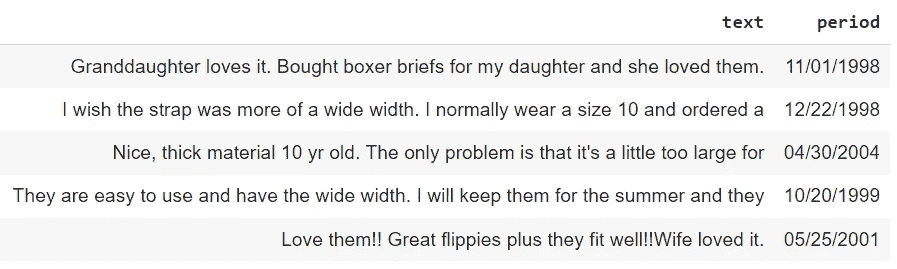 text period
Granddaughter loves it. Bought boxer briefs for my daughter and she loved them. 11/01/1998
I wish the strap was more of a wide width. I normally wear a size 10 and ordered a 12/22/1998
Nice, thick material 10 yr old. The only problem is that it's a little too large for 04/30/2004
They are easy to use and have the wide width. I will keep them for the summer and they 10/20/1999
Love them!! Great flippies plus they fit well!!Wife loved it. 05/25/2001